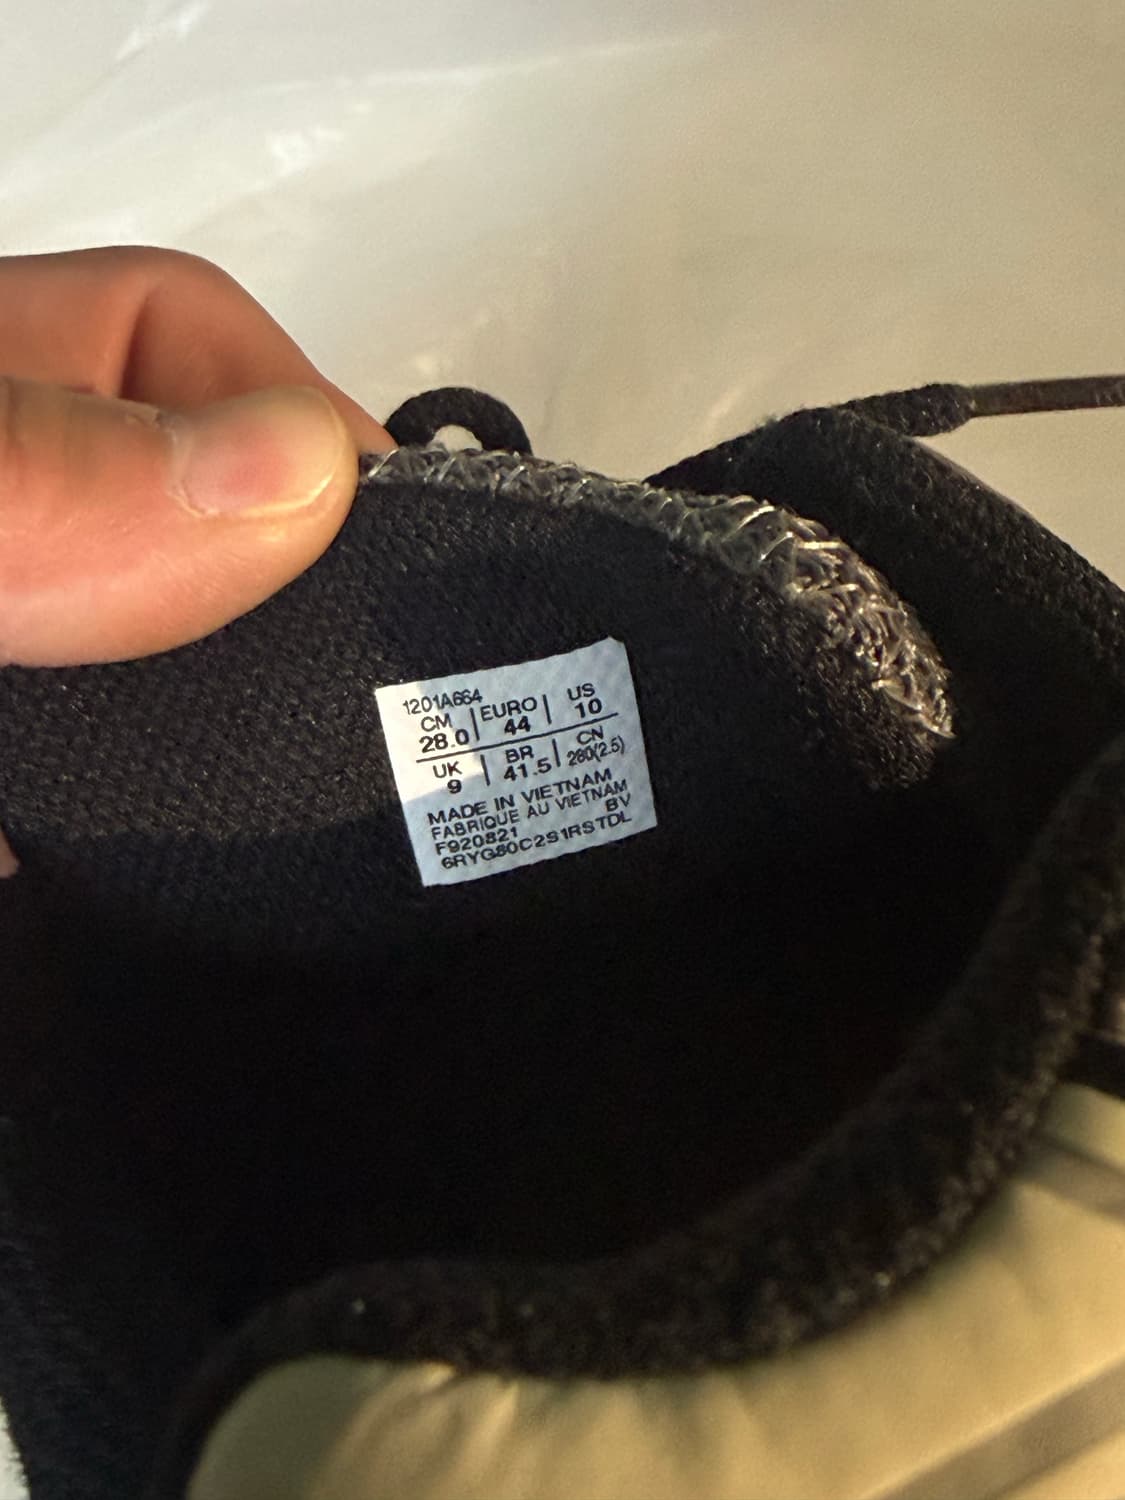 1201A664
CM EURO US
28.0 44 10
UK BR CN
9 41.5 280(2.5)
MADE IN VIETNAM
FABRIQUE AU VIETNAM
F920821 BV
6RYG80C2S1RSTDL